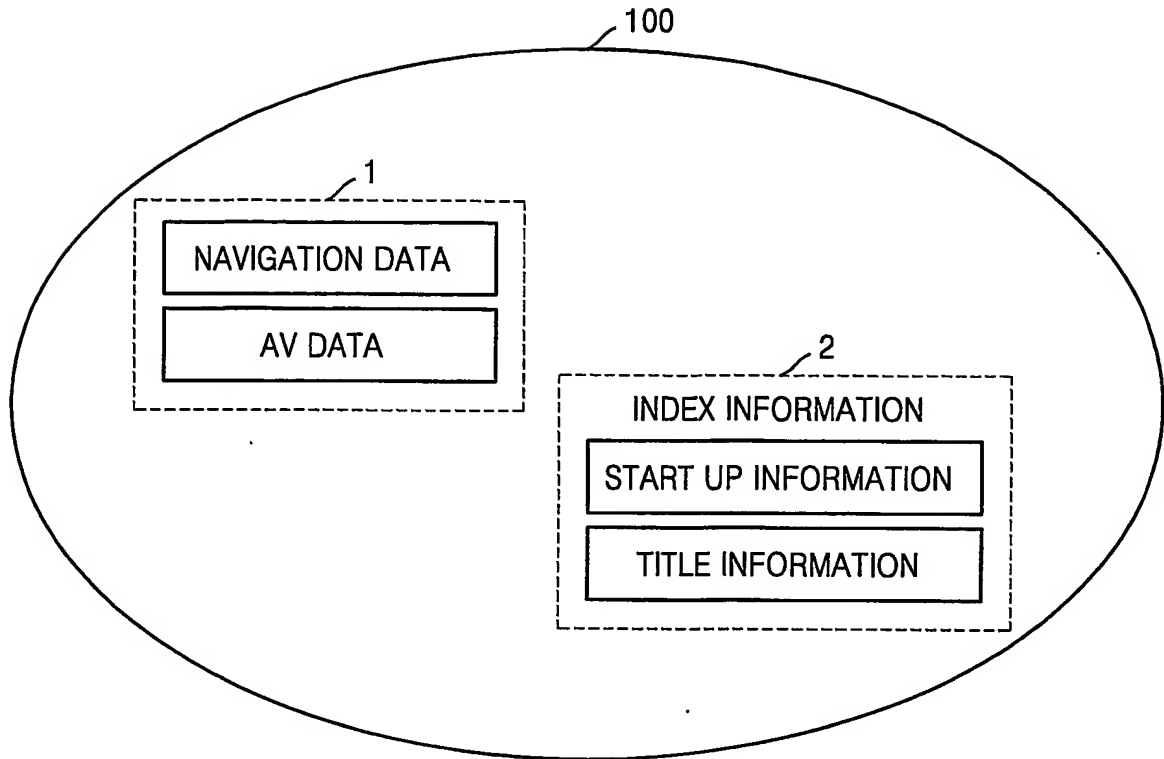 100
1
NAVIGATION DATA
AV DATA
2
INDEX INFORMATION
START UP INFORMATION
TITLE INFORMATION